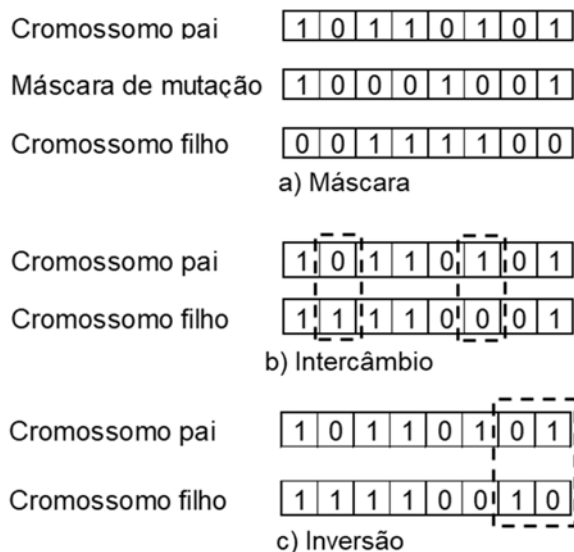 Cromossomo pai 1 0 1 1 0 1 0 1
Máscara de mutação 1 0 0 0 1 0 0 1
Cromossomo filho 0 0 1 1 1 1 0 0
a) Máscara
Cromossomo pai 1 0 1 1 0 1 0 1
Cromossomo filho 1 1 1 1 0 0 0 1
b) Intercâmbio
Cromossomo pai 1 0 1 1 0 1 0 1
Cromossomo filho 1 1 1 1 0 0 1 0
c) Inversão